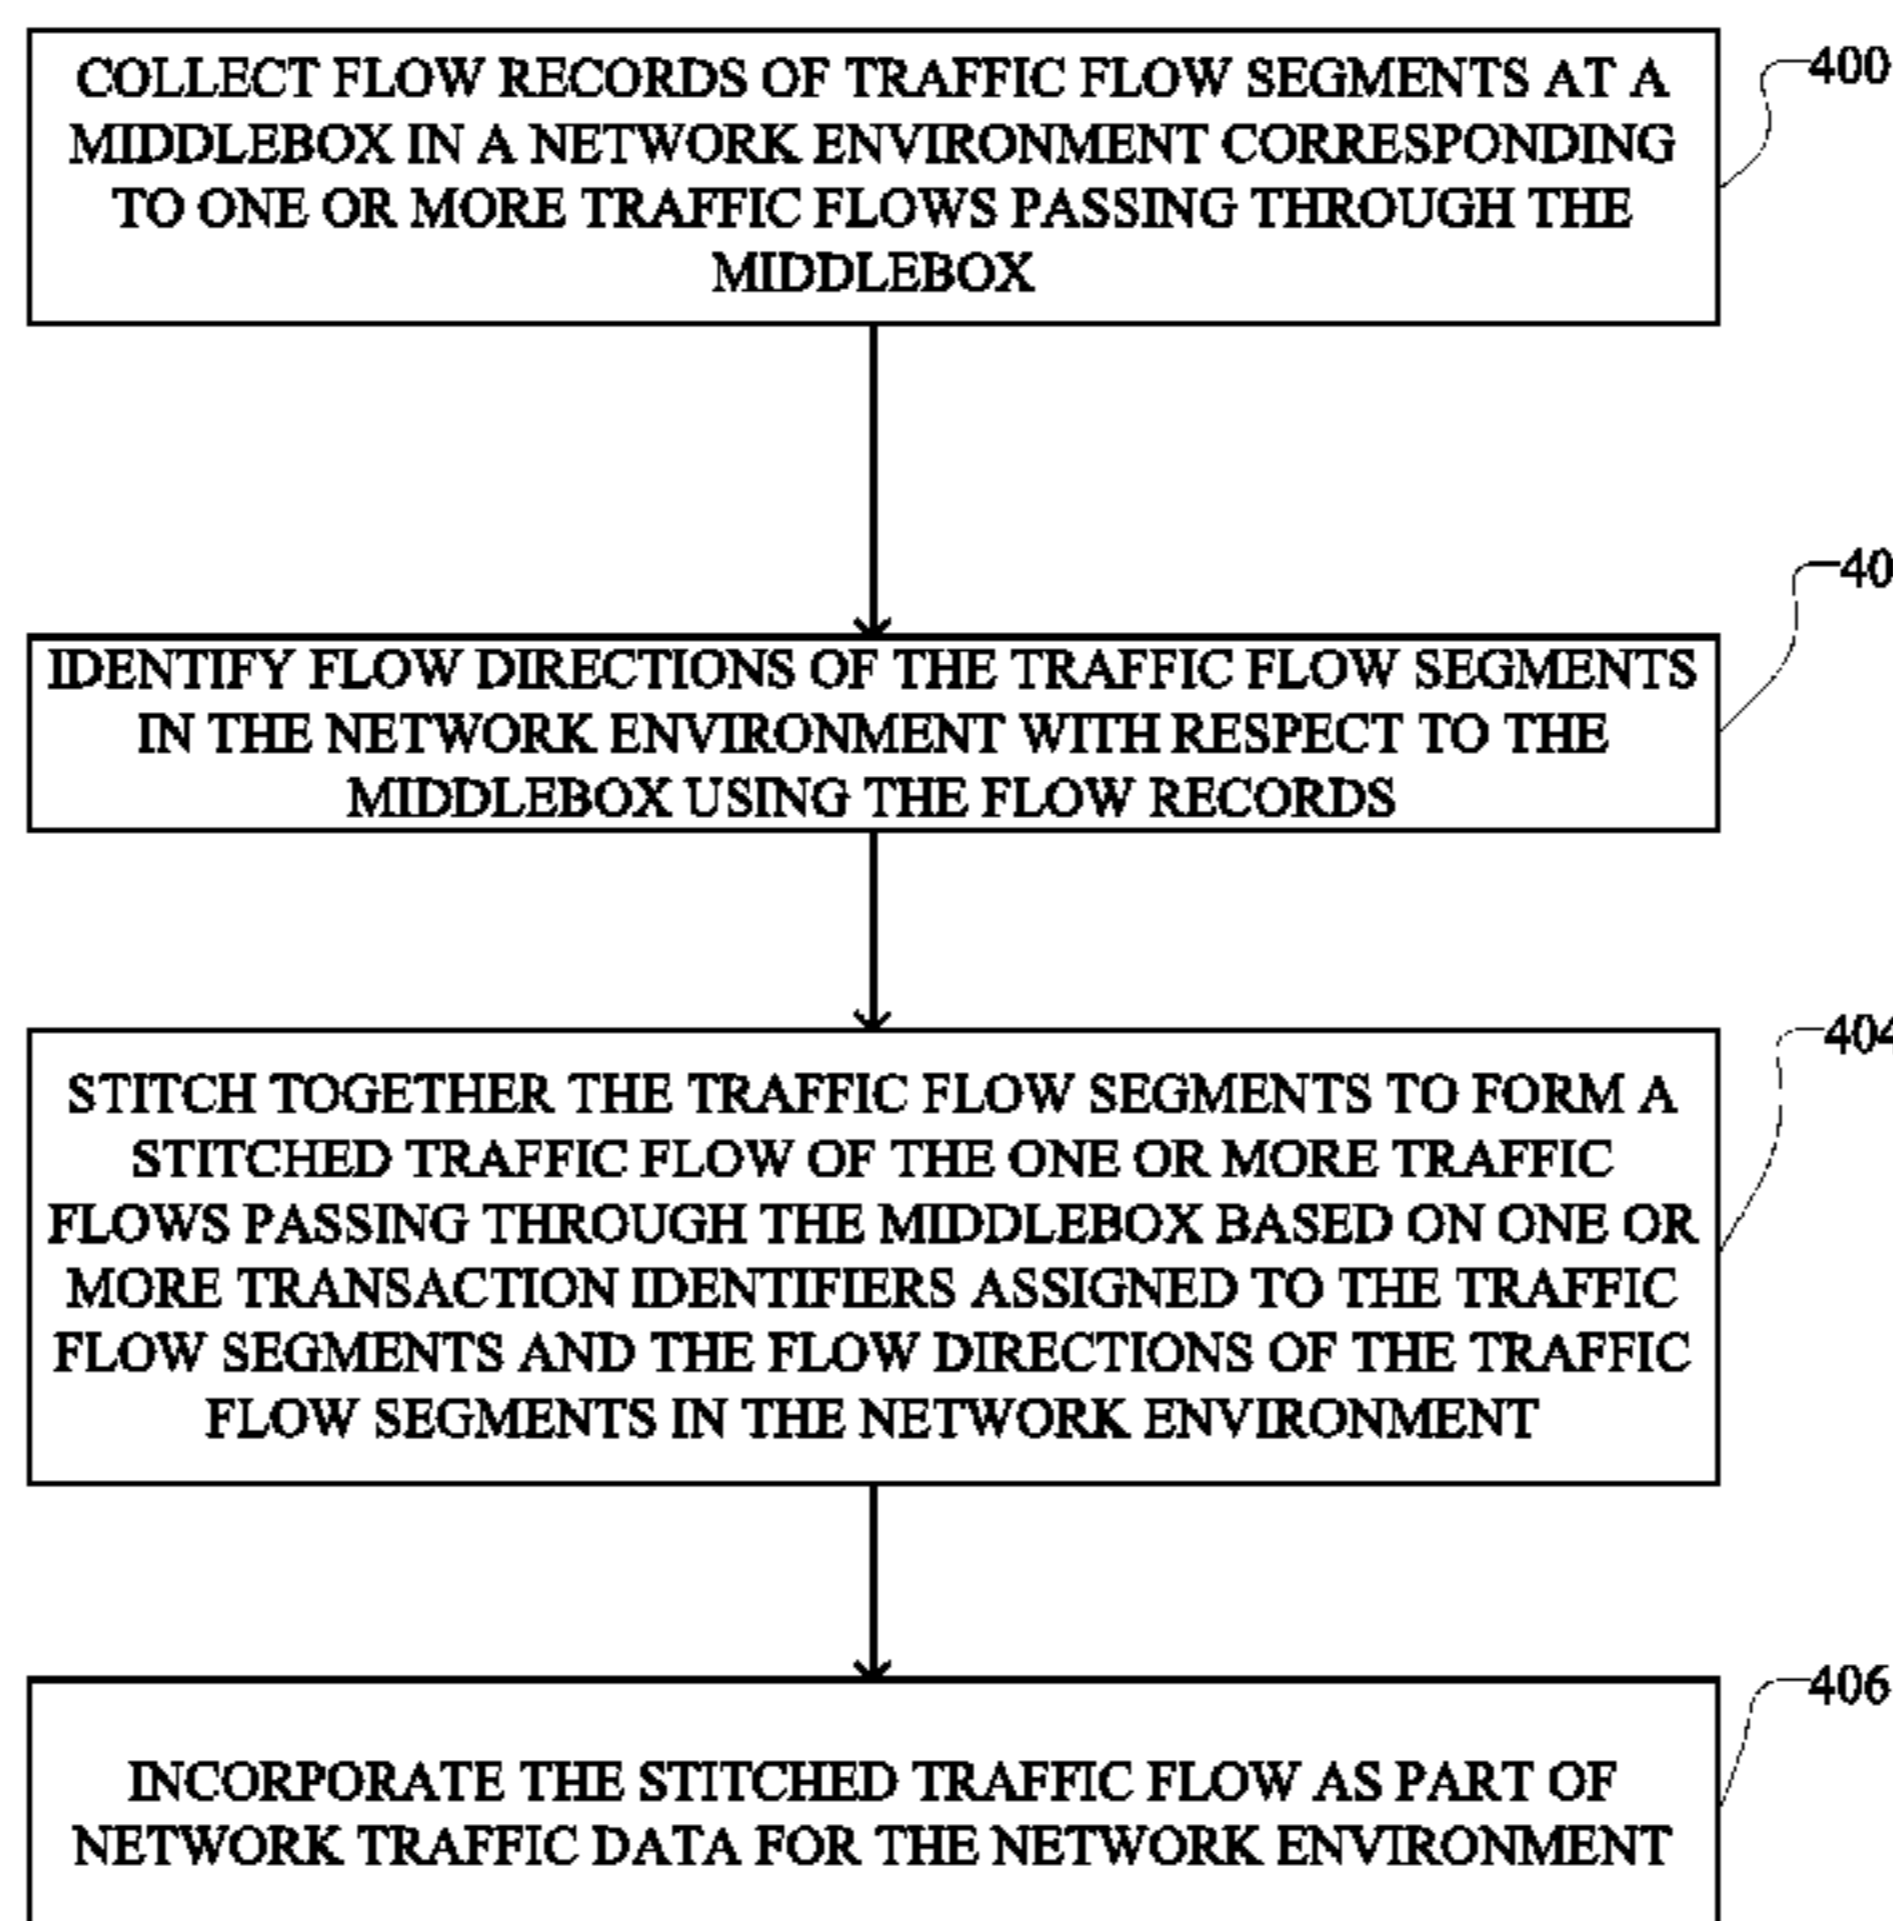 COLLECT FLOW RECORDS OF TRAFFIC FLOW SEGMENTS AT A
MIDDLEBOX IN A NETWORK ENVIRONMENT CORRESPONDING
TO ONE OR MORE TRAFFIC FLOWS PASSING THROUGH THE
MIDDLEBOX
400
IDENTIFY FLOW DIRECTIONS OF THE TRAFFIC FLOW SEGMENTS
IN THE NETWORK ENVIRONMENT WITH RESPECT TO THE
MIDDLEBOX USING THE FLOW RECORDS
40
STITCH TOGETHER THE TRAFFIC FLOW SEGMENTS TO FORM A
STITCHED TRAFFIC FLOW OF THE ONE OR MORE TRAFFIC
FLOWS PASSING THROUGH THE MIDDLEBOX BASED ON ONE OR
MORE TRANSACTION IDENTIFIERS ASSIGNED TO THE TRAFFIC
FLOW SEGMENTS AND THE FLOW DIRECTIONS OF THE TRAFFIC
FLOW SEGMENTS IN THE NETWORK ENVIRONMENT
404
INCORPORATE THE STITCHED TRAFFIC FLOW AS PART OF
NETWORK TRAFFIC DATA FOR THE NETWORK ENVIRONMENT
406